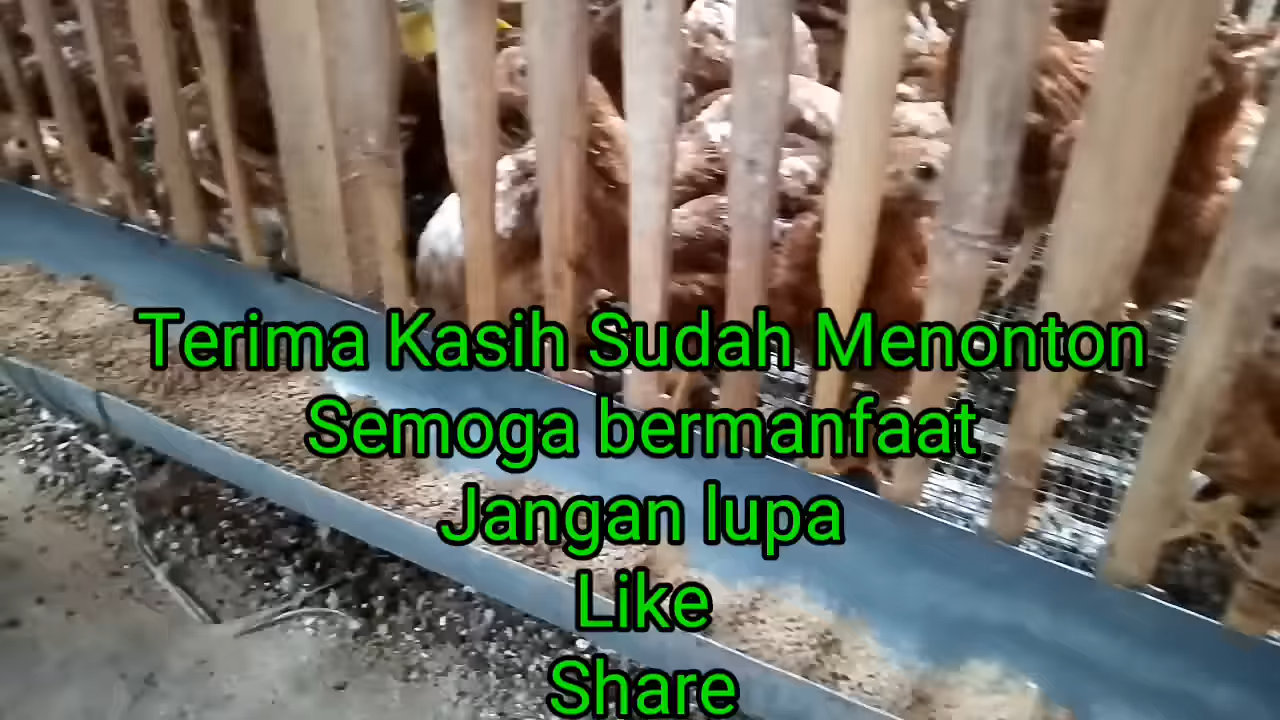 Terima Kasih Sudah Menonton
Semoga bermanfaat
Jangan lupa
Like
Share